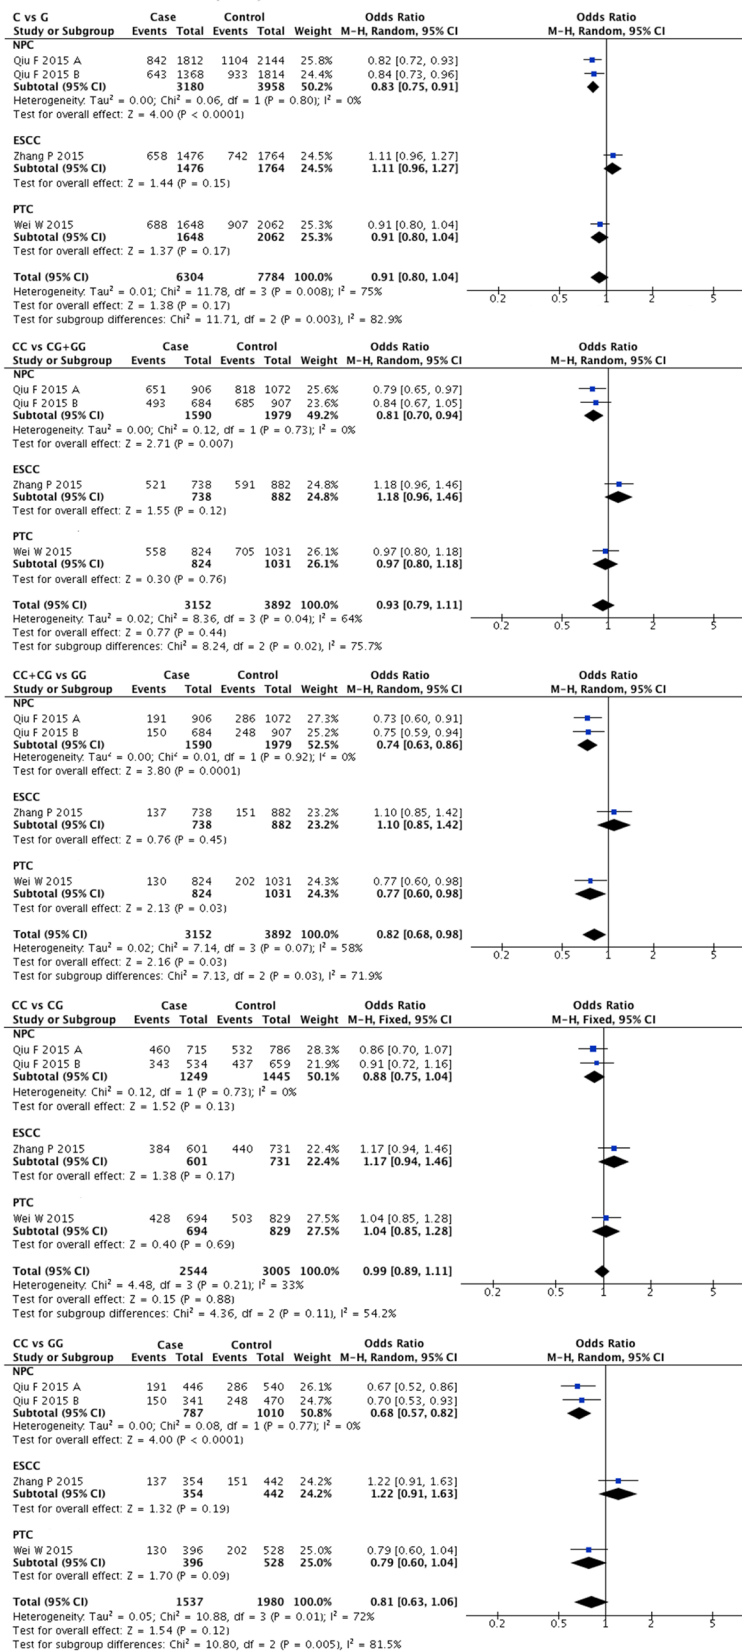 C vs G Case Control Odds Ratio Odds Ratio
Study or Subgroup Events Total Events Total Weight M-H, Random, 95% CI M-H, Random, 95% CI
NPC
Qiu F 2015 A 842 1812 1104 2144 25.8% 0.82 [0.72, 0.93]
Qiu F 2015 B 643 1368 933 1814 24.4% 0.84 [0.73, 0.96]
Subtotal (95% CI) 3180 3958 50.2% 0.83 [0.75, 0.91]
Heterogeneity: Tau² = 0.00; Chi² = 0.06, df = 1 (P = 0.80); I² = 0%
Test for overall effect: Z = 4.00 (P < 0.0001)
ESCC
Zhang P 2015 658 1476 742 1764 24.5% 1.11 [0.96, 1.27]
Subtotal (95% CI) 1476 1764 24.5% 1.11 [0.96, 1.27]
Test for overall effect: Z = 1.44 (P = 0.15)
PTC
Wei W 2015 688 1648 907 2062 25.3% 0.91 [0.80, 1.04]
Subtotal (95% CI) 1648 2062 25.3% 0.91 [0.80, 1.04]
Test for overall effect: Z = 1.37 (P = 0.17)
Total (95% CI) 6304 7784 100.0% 0.91 [0.80, 1.04]
Heterogeneity: Tau² = 0.01; Chi² = 11.78, df = 3 (P = 0.008); I² = 75%
0.2 0.5 1 2 5
Test for overall effect: Z = 1.38 (P = 0.17)
Test for subgroup differences: Chi² = 11.71, df = 2 (P = 0.003), I² = 82.9%
CC vs CG+GG Case Control Odds Ratio Odds Ratio
Study or Subgroup Events Total Events Total Weight M-H, Random, 95% CI M-H, Random, 95% CI
NPC
Qiu F 2015 A 651 906 818 1072 25.6% 0.79 [0.65, 0.97]
Qiu F 2015 B 493 684 685 907 23.6% 0.84 [0.67, 1.05]
Subtotal (95% CI) 1590 1979 49.2% 0.81 [0.70, 0.94]
Heterogeneity: Tau² = 0.00; Chi² = 0.12, df = 1 (P = 0.73); I² = 0%
Test for overall effect: Z = 2.71 (P = 0.007)
ESCC
Zhang P 2015 521 738 591 882 24.8% 1.18 [0.96, 1.46]
Subtotal (95% CI) 738 882 24.8% 1.18 [0.96, 1.46]
Test for overall effect: Z = 1.55 (P = 0.12)
PTC
Wei W 2015 558 824 705 1031 26.1% 0.97 [0.80, 1.18]
Subtotal (95% CI) 824 1031 26.1% 0.97 [0.80, 1.18]
Test for overall effect: Z = 0.30 (P = 0.76)
Total (95% CI) 3152 3892 100.0% 0.93 [0.79, 1.11]
Heterogeneity: Tau² = 0.02; Chi² = 8.36, df = 3 (P = 0.04); I² = 64%
0.2 0.5 1 2 5
Test for overall effect: Z = 0.77 (P = 0.44)
Test for subgroup differences: Chi² = 8.24, df = 2 (P = 0.02), I² = 75.7%
CC+CG vs GG Case Control Odds Ratio Odds Ratio
Study or Subgroup Events Total Events Total Weight M-H, Random, 95% CI M-H, Random, 95% CI
NPC
Qiu F 2015 A 191 906 286 1072 27.3% 0.73 [0.60, 0.91]
Qiu F 2015 B 150 684 248 907 25.2% 0.75 [0.59, 0.94]
Subtotal (95% CI) 1590 1979 52.5% 0.74 [0.63, 0.86]
Heterogeneity: Tau² = 0.00; Chi² = 0.01, df = 1 (P = 0.92); I² = 0%
Test for overall effect: Z = 3.80 (P = 0.0001)
ESCC
Zhang P 2015 137 738 151 882 23.2% 1.10 [0.85, 1.42]
Subtotal (95% CI) 738 882 23.2% 1.10 [0.85, 1.42]
Test for overall effect: Z = 0.76 (P = 0.45)
PTC
Wei W 2015 130 824 202 1031 24.3% 0.77 [0.60, 0.98]
Subtotal (95% CI) 824 1031 24.3% 0.77 [0.60, 0.98]
Test for overall effect: Z = 2.13 (P = 0.03)
Total (95% CI) 3152 3892 100.0% 0.82 [0.68, 0.98]
Heterogeneity: Tau² = 0.02; Chi² = 7.14, df = 3 (P = 0.07); I² = 58%
0.2 0.5 1 2 5
Test for overall effect: Z = 2.16 (P = 0.03)
Test for subgroup differences: Chi² = 7.13, df = 2 (P = 0.03), I² = 71.9%
CC vs CG Case Control Odds Ratio Odds Ratio
Study or Subgroup Events Total Events Total Weight M-H, Fixed, 95% CI M-H, Fixed, 95% CI
NPC
Qiu F 2015 A 460 715 532 786 28.3% 0.86 [0.70, 1.07]
Qiu F 2015 B 343 534 437 659 21.9% 0.91 [0.72, 1.16]
Subtotal (95% CI) 1249 1445 50.1% 0.88 [0.75, 1.04]
Heterogeneity: Chi² = 0.12, df = 1 (P = 0.73); I² = 0%
Test for overall effect: Z = 1.52 (P = 0.13)
ESCC
Zhang P 2015 384 601 440 731 22.4% 1.17 [0.94, 1.46]
Subtotal (95% CI) 601 731 22.4% 1.17 [0.94, 1.46]
Test for overall effect: Z = 1.38 (P = 0.17)
PTC
Wei W 2015 428 694 503 829 27.5% 1.04 [0.85, 1.28]
Subtotal (95% CI) 694 829 27.5% 1.04 [0.85, 1.28]
Test for overall effect: Z = 0.40 (P = 0.69)
Total (95% CI) 2544 3005 100.0% 0.99 [0.89, 1.11]
Heterogeneity: Chi² = 4.48, df = 3 (P = 0.21); I² = 33%
0.2 0.5 1 2 5
Test for overall effect: Z = 0.15 (P = 0.88)
Test for subgroup differences: Chi² = 4.36, df = 2 (P = 0.11), I² = 54.2%
CC vs GG Case Control Odds Ratio Odds Ratio
Study or Subgroup Events Total Events Total Weight M-H, Random, 95% CI M-H, Random, 95% CI
NPC
Qiu F 2015 A 191 446 286 540 26.1% 0.67 [0.52, 0.86]
Qiu F 2015 B 150 341 248 470 24.7% 0.70 [0.53, 0.93]
Subtotal (95% CI) 787 1010 50.8% 0.68 [0.57, 0.82]
Heterogeneity: Tau² = 0.00; Chi² = 0.08, df = 1 (P = 0.77); I² = 0%
Test for overall effect: Z = 4.00 (P < 0.0001)
ESCC
Zhang P 2015 137 354 151 442 24.2% 1.22 [0.91, 1.63]
Subtotal (95% CI) 354 442 24.2% 1.22 [0.91, 1.63]
Test for overall effect: Z = 1.32 (P = 0.19)
PTC
Wei W 2015 130 396 202 528 25.0% 0.79 [0.60, 1.04]
Subtotal (95% CI) 396 528 25.0% 0.79 [0.60, 1.04]
Test for overall effect: Z = 1.70 (P = 0.09)
Total (95% CI) 1537 1980 100.0% 0.81 [0.63, 1.06]
Heterogeneity: Tau² = 0.05; Chi² = 10.88, df = 3 (P = 0.01); I² = 72%
0.2 0.5 1 2 5
Test for overall effect: Z = 1.54 (P = 0.12)
Test for subgroup differences: Chi² = 10.80, df = 2 (P = 0.005), I² = 81.5%